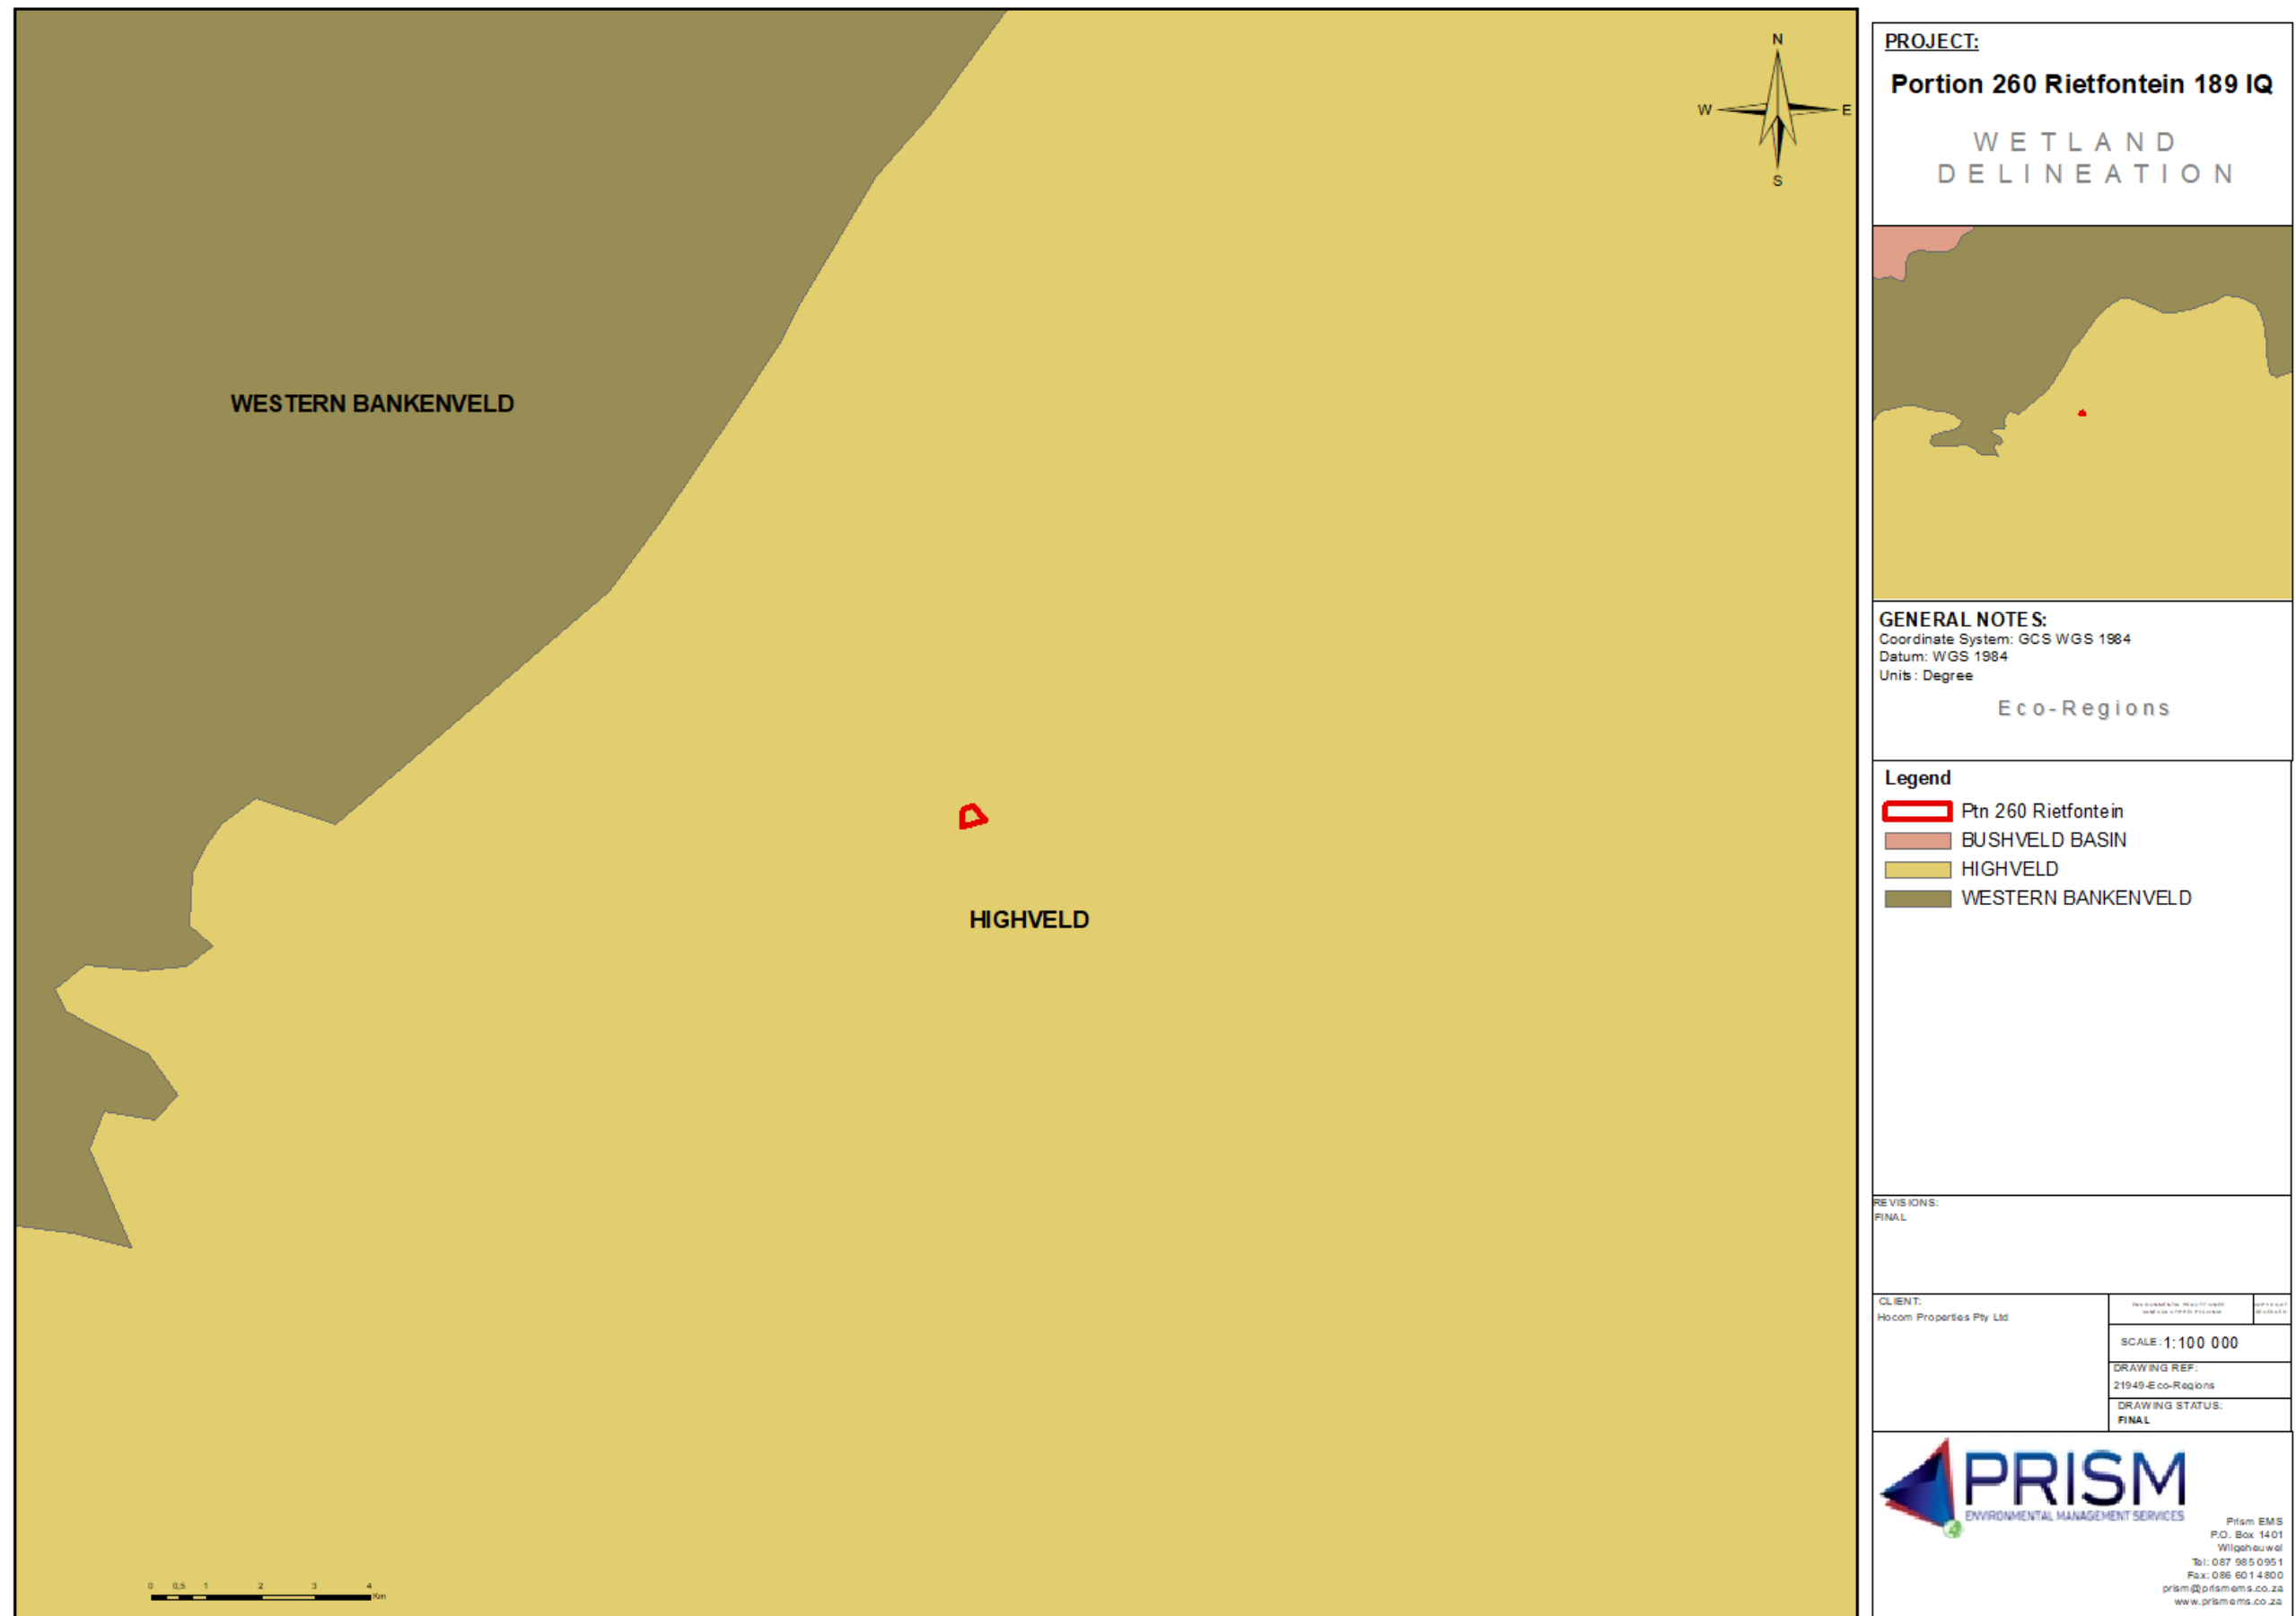 N
W
E
S
WESTERN BANKENVELD
HIGHVELD
0 0,5 1 2 3 4
Km
PROJECT:
Portion 260 Rietfontein 189 IQ
WETLAND
DELINEATION
GENERAL NOTES:
Coordinate System: GCS WGS 1984
Datum: WGS 1984
Units: Degree
Eco-Regions
Legend
Ptn 260 Rietfontein
BUSHVELD BASIN
HIGHVELD
WESTERN BANKENVELD
REVISIONS:
FINAL
CLIENT:
Hocom Properties Pty Ltd
SCALE: 1:100 000
DRAWING REF:
21949-Eco-Regions
DRAWING STATUS:
FINAL
PRISM
ENVIRONMENTAL MANAGEMENT SERVICES
Prism EMS
P.O. Box 1401
Wilgeheuwel
Tel: 087 985 0951
Fax: 086 601 4800
prism@prismems.co.za
www.prismems.co.za